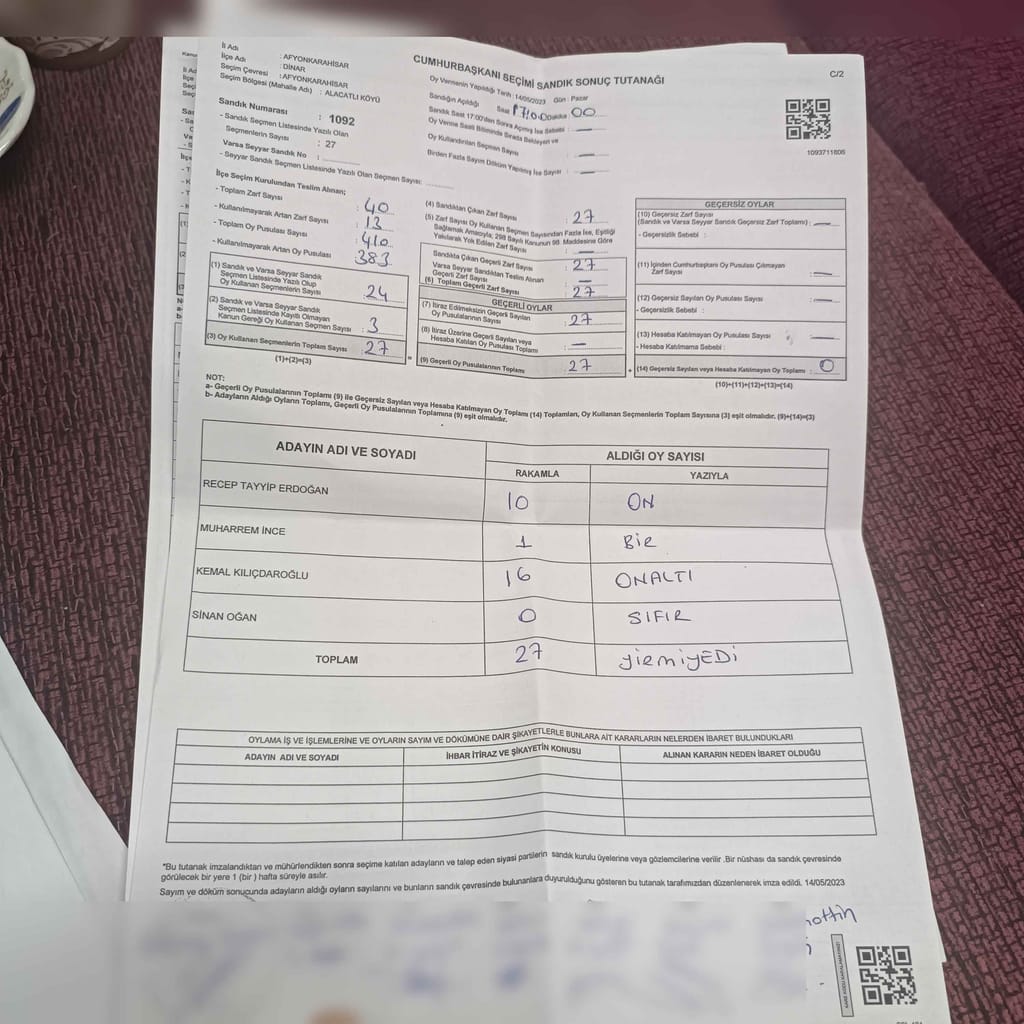 CUMHURBAŞKANI SEÇİMİ SANDIK SONUÇ TUTANAĞI
C/2
İl Adı : AFYONKARAHİSAR
İlçe Adı : DİNAR
Seçim Çevresi : AFYONKARAHİSAR
Seçim Bölgesi (Mahalle Adı) : ALACATLI KÖYÜ
Oy Vermenin Yapıldığı Tarih : 14/05/2023 Gün : Pazar
Sandığın Açıldığı Saat 17:00 Dakika 00
Sandık Saat 17:00'den Sonra Açılmış İse Sebebi :
Oy Verme Saati Bitiminde Sırada Bekleyen ve
Oy Kullandırılan Seçmen Sayısı :
Birden Fazla Sayım Döküm Yapılmış İse Sayısı :
1093711606
Sandık Numarası : 1092
- Sandık Seçmen Listesinde Yazılı Olan
Seçmenlerin Sayısı : 27
Varsa Seyyar Sandık No :
- Seyyar Sandık Seçmen Listesinde Yazılı Olan Seçmen Sayısı:
İlçe Seçim Kurulundan Teslim Alınan;
- Toplam Zarf Sayısı : 40
- Kullanılmayarak Artan Zarf Sayısı : 13
- Toplam Oy Pusulası Sayısı : 410
- Kullanılmayarak Artan Oy Pusulası : 383
(1) Sandık ve Varsa Seyyar Sandık
Seçmen Listesinde Yazılı Olup
Oy Kullanan Seçmenlerin Sayısı : 24
(2) Sandık ve Varsa Seyyar Sandık
Seçmen Listesinde Kayıtlı Olmayan
Kanun Gereği Oy Kullanan Seçmen Sayısı : 3
(3) Oy Kullanan Seçmenlerin Toplam Sayısı : 27
(1)+(2)=(3)
(4) Sandıktan Çıkan Zarf Sayısı : 27
(5) Zarf Sayısı Oy Kullanan Seçmen Sayısından Fazla İse, Eşitliği
Sağlamak Amacıyla; 298 Sayılı Kanunun 98. Maddesine Göre
Yakılarak Yok Edilen Zarf Sayısı :
Sandıkta Çıkan Geçerli Zarf Sayısı : 27
Varsa Seyyar Sandıktan Teslim Alınan
Geçerli Zarf Sayısı :
(6) Toplam Geçerli Zarf Sayısı : 27
GEÇERLİ OYLAR
(7) İtiraz Edilmeksizin Geçerli Sayılan
Oy Pusulalarının Sayısı : 27
(8) İtiraz Üzerine Geçerli Sayılan veya
Hesaba Katılan Oy Pusulası Toplamı :
(9) Geçerli Oy Pusulalarının Toplamı : 27
GEÇERSİZ OYLAR
(10) Geçersiz Zarf Sayısı
(Sandık ve Varsa Seyyar Sandık Geçersiz Zarf Toplamı) :
- Geçersizlik Sebebi :
(11) İçinden Cumhurbaşkanı Oy Pusulası Çıkmayan
Zarf Sayısı :
(12) Geçersiz Sayılan Oy Pusulası Sayısı :
- Geçersizlik Sebebi :
(13) Hesaba Katılmayan Oy Pusulası Sayısı :
- Hesaba Katılmama Sebebi :
(14) Geçersiz Sayılan veya Hesaba Katılmayan Oy Toplamı : 0
(10)+(11)+(12)+(13)=(14)
NOT:
a- Geçerli Oy Pusulalarının Toplamı (9) ile Geçersiz Sayılan veya Hesaba Katılmayan Oy Toplam (14) Toplamları, Oy Kullanan Seçmenlerin Toplam Sayısına (3) eşit olmalıdır. (9)+(14)=(3)
b- Adayların Aldığı Oyların Toplamı, Geçerli Oy Pusulalarının Toplamına (9) eşit olmalıdır.
ADAYIN ADI VE SOYADI
ALDIĞI OY SAYISI
RAKAMLA YAZIYLA
RECEP TAYYİP ERDOĞAN 10 ON
MUHARREM İNCE 1 BİR
KEMAL KILIÇDAROĞLU 16 ONALTI
SİNAN OĞAN 0 SIFIR
TOPLAM 27 YİRMİYEDİ
OYLAMA İŞ VE İŞLEMLERİNE VE OYLARIN SAYIM VE DÖKÜMÜNE DAİR ŞİKAYETLERLE BUNLARA AİT KARARLARIN NELERDEN İBARET BULUNDUKLARI
ADAYIN ADI VE SOYADI İHBAR İTİRAZ VE ŞİKAYETİN KONUSU ALINAN KARARIN NEDEN İBARET OLDUĞU
*Bu tutanak imzalandıktan ve mühürlendikten sonra seçime katılan adayların ve talep eden siyasi partilerin sandık kurulu üyelerine veya gözlemcilerine verilir .Bir nüshası da sandık çevresinde
görülecek bir yere 1 (bir ) hafta süreyle asılır.
Sayım ve döküm sonucunda adayların aldığı oyların sayılarını ve bunların sandık çevresinde bulunanlara duyurulduğunu gösteren bu tutanak tarafımızdan düzenlenerek imza edildi. 14/05/2023